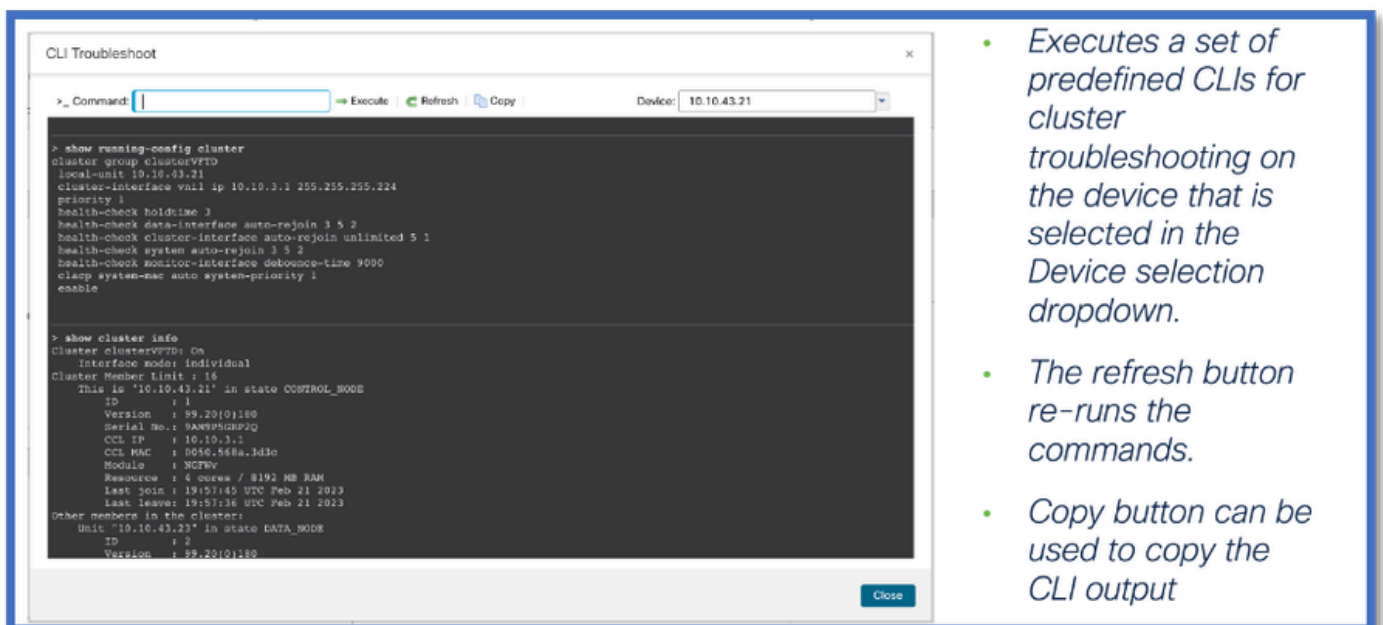 CLI Troubleshoot
×
>_ Command:
Execute
Refresh
Copy
Device:
10.10.43.21
> show running-config cluster
cluster group clusterVFTD
local-unit 10.10.43.21
cluster-interface vni1 ip 10.10.3.1 255.255.255.224
priority 1
health-check holdtime 3
health-check data-interface auto-rejoin 3 5 2
health-check cluster-interface auto-rejoin unlimited 5 1
health-check system auto-rejoin 3 5 2
health-check monitor-interface debounce-time 9000
clacp system-mac auto system-priority 1
enable
> show cluster info
Cluster clusterVFTD: On
Interface mode: individual
Cluster Member Limit : 16
This is "10.10.43.21" in state CONTROL_NODE
ID : 1
Version : 99.20(0)180
Serial No.: 9AN9P5GRP2Q
CCL IP : 10.10.3.1
CCL MAC : 0050.568a.3d3c
Module : NGFWv
Resource : 4 cores / 8192 MB RAM
Last join : 19:57:45 UTC Feb 21 2023
Last leave: 19:57:36 UTC Feb 21 2023
Other members in the cluster:
Unit "10.10.43.23" in state DATA_NODE
ID : 2
Version : 99.20(0)180
Close
• Executes a set of
predefined CLIs for
cluster
troubleshooting on
the device that is
selected in the
Device selection
dropdown.
• The refresh button
re-runs the
commands.
• Copy button can be
used to copy the
CLI output